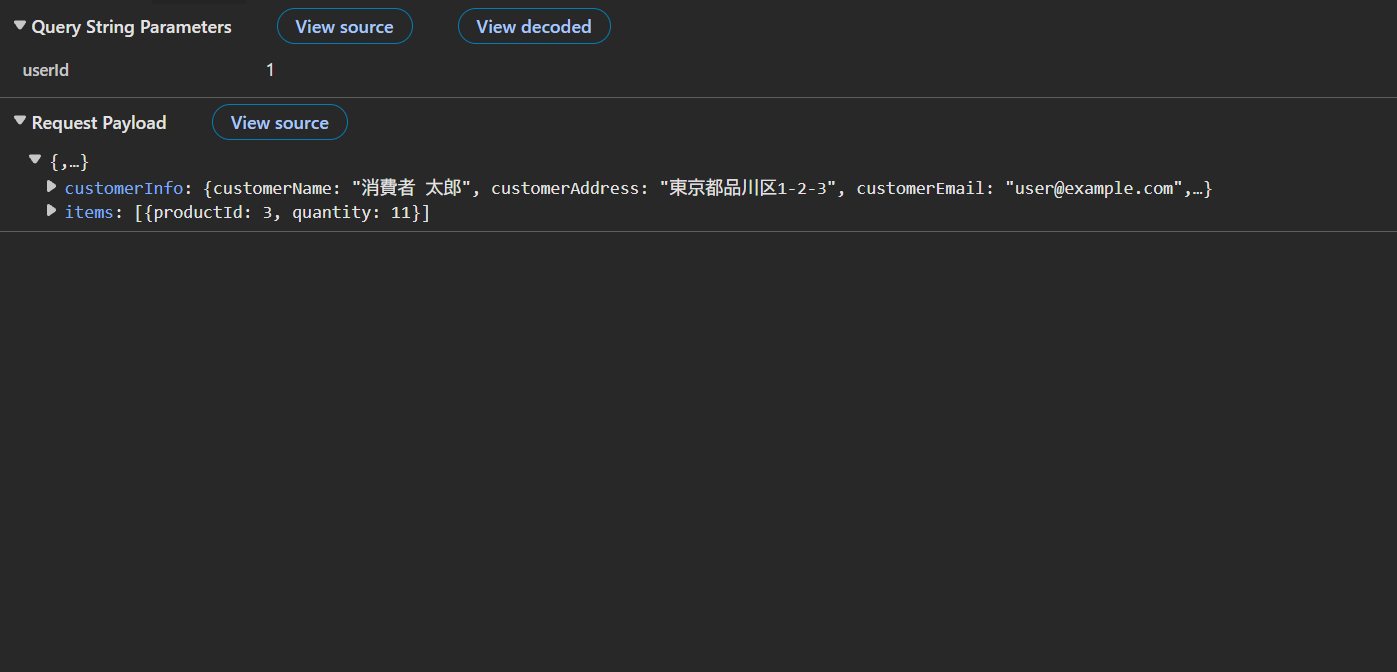 Query String Parameters View source View decoded
userId 1
Request Payload View source
{,…}
customerInfo: {customerName: "消費者 太郎", customerAddress: "東京都品川区1-2-3", customerEmail: "user@example.com",…}
items: [{productId: 3, quantity: 11}]